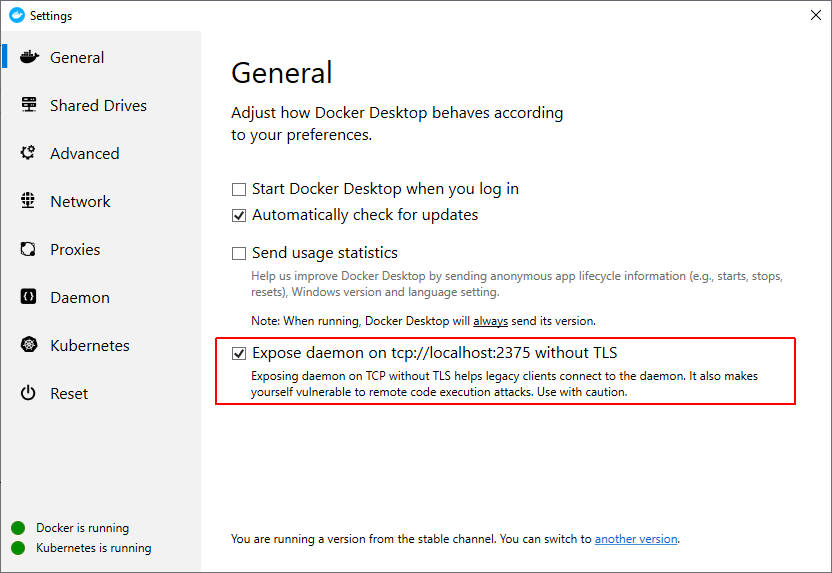 Settings
General
Shared Drives
Advanced
Network
Proxies
Daemon
Kubernetes
Reset
Docker is running
Kubernetes is running
General
Adjust how Docker Desktop behaves according
to your preferences.
Start Docker Desktop when you log in
Automatically check for updates
Send usage statistics
Help us improve Docker Desktop by sending anonymous app lifecycle information (e.g., starts, stops,
resets), Windows version and language setting.
Note: When running, Docker Desktop will always send its version.
Expose daemon on tcp://localhost:2375 without TLS
Exposing daemon on TCP without TLS helps legacy clients connect to the daemon. It also makes
yourself vulnerable to remote code execution attacks. Use with caution.
You are running a version from the stable channel. You can switch to another version.